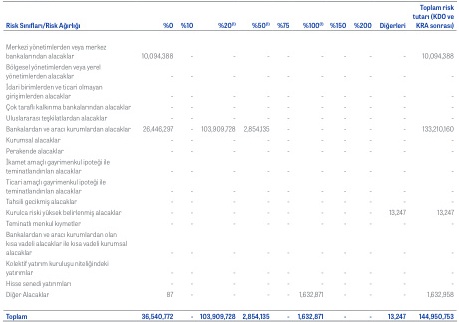 Toplam risk
tutarı (KDO ve
Risk Sınıfları/Risk Ağırlığı %0 %10 %20⁽ⁱ⁾ %50⁽ⁱⁱ⁾ %75 %100⁽ⁱⁱ⁾ %150 %200 Diğerleri KRA sonrası)
Merkezi yönetimlerden veya merkez
bankalarından alacaklar 10,094,388 - - - - - - - - 10,094,388
Bölgesel yönetimlerden veya yerel
yönetimlerden alacaklar - - - - - - - - - -
İdari birimlerden ve ticari olmayan
girişimlerden alacaklar - - - - - - - - - -
Çok taraflı kalkınma bankalarından alacaklar - - - - - - - - - -
Uluslararası teşkilatlardan alacaklar - - - - - - - - - -
Bankalardan ve aracı kurumlardan alacaklar 26,446,297 - 103,909,728 2,854,135 - - - - - 133,210,160
Kurumsal alacaklar - - - - - - - - - -
Perakende alacaklar - - - - - - - - - -
İkamet amaçlı gayrimenkul ipoteği ile
teminatlandırılan alacaklar - - - - - - - - - -
Ticari amaçlı gayrimenkul ipoteği ile
teminatlandırılan alacaklar - - - - - - - - - -
Tahsili gecikmiş alacaklar - - - - - - - - - -
Kurulca riski yüksek belirlenmiş alacaklar - - - - - - - - 13,247 13,247
Teminatlı menkul kıymetler - - - - - - - - - -
Bankalardan ve aracı kurumlardan olan
kısa vadeli alacaklar ile kısa vadeli kurumsal
alacaklar - - - - - - - - - -
Kolektif yatırım kuruluşu niteliğindeki
yatırımlar - - - - - - - - - -
Hisse senedi yatırımları - - - - - - - - - -
Diğer Alacaklar 87 - - - - 1,632,871 - - - 1,632,958
Toplam 36,540,772 - 103,909,728 2,854,135 - 1,632,871 - - 13,247 144,950,753